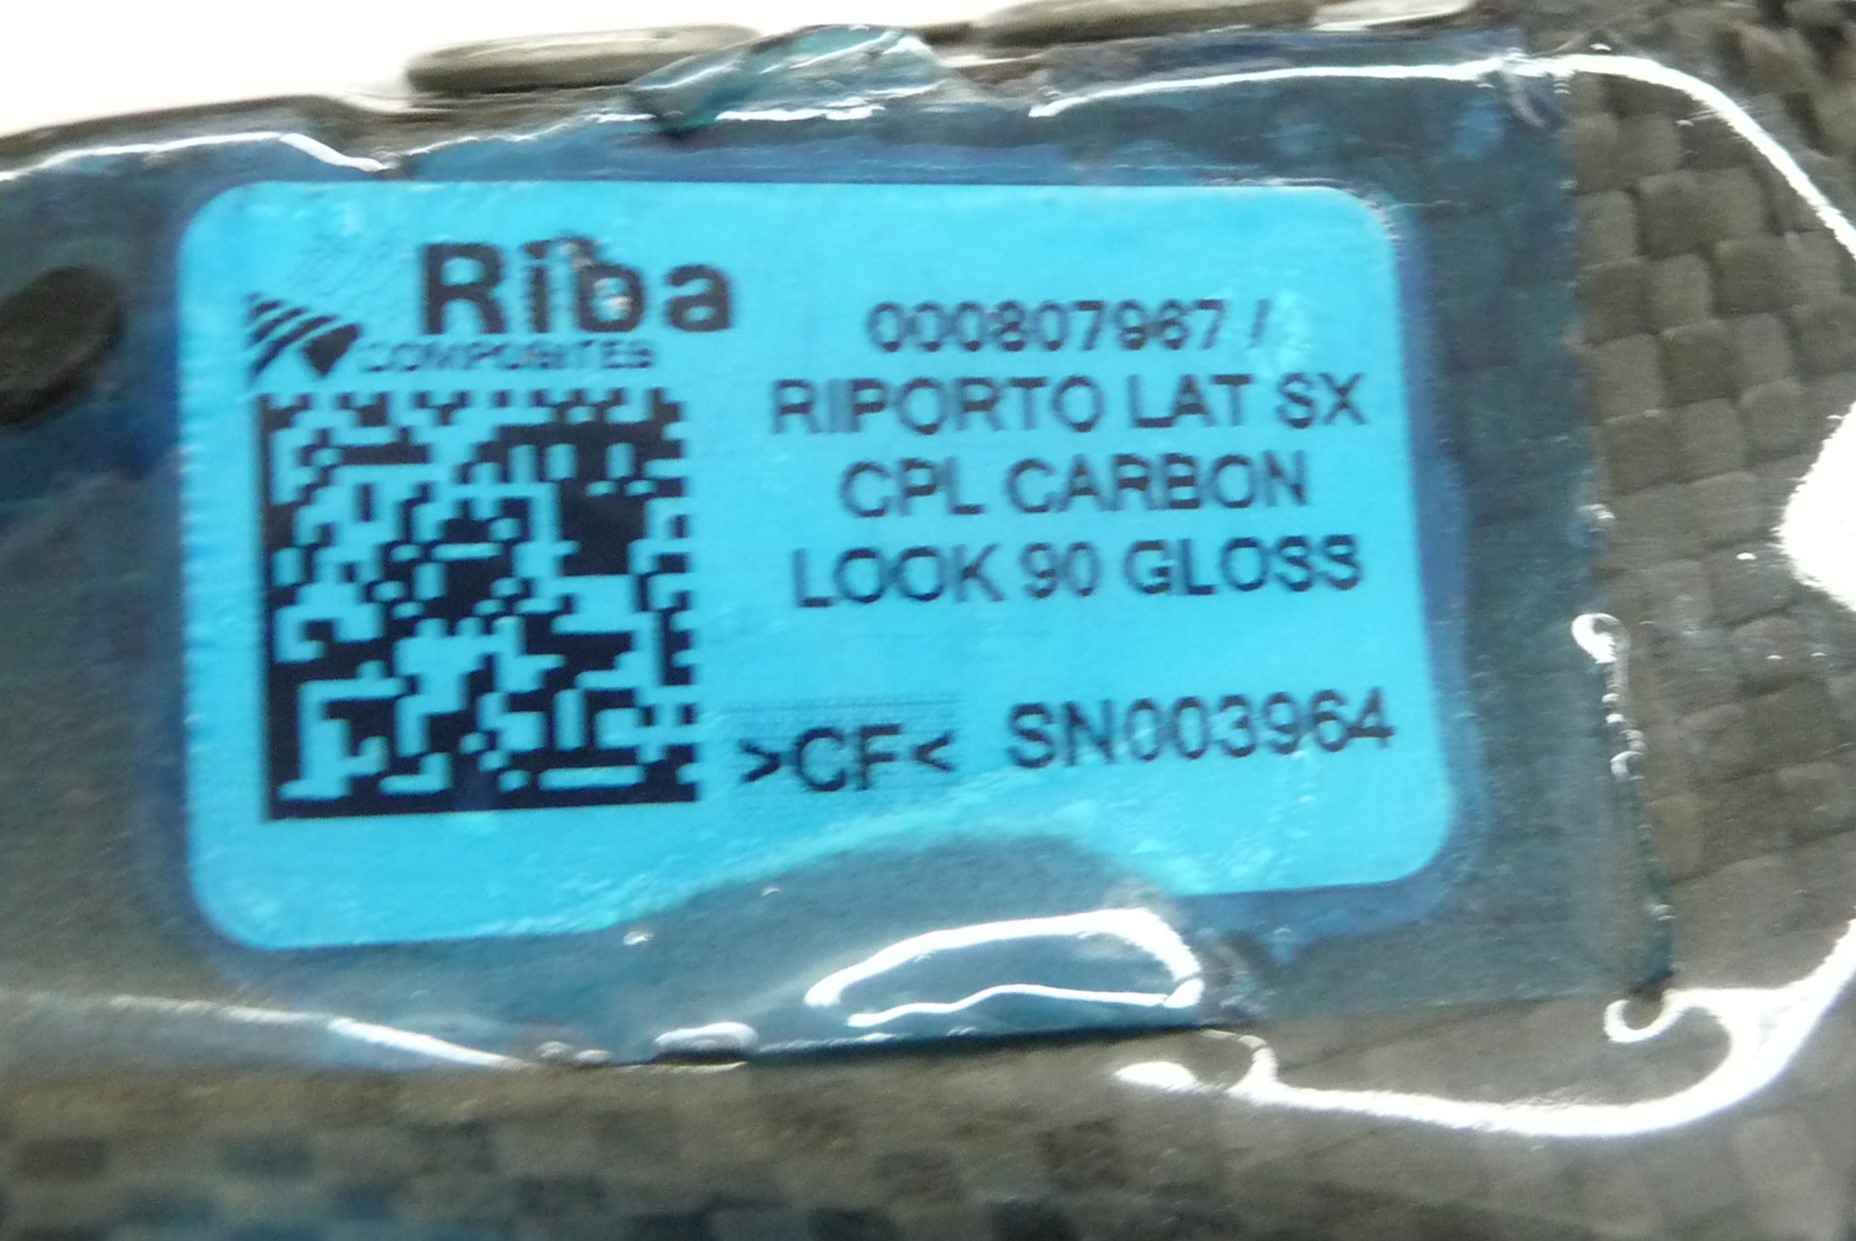 Riba
COMPOSITES
000807967 /
RIPORTO LAT SX
CPL CARBON
LOOK 90 GLOSS
>CF< SN003964